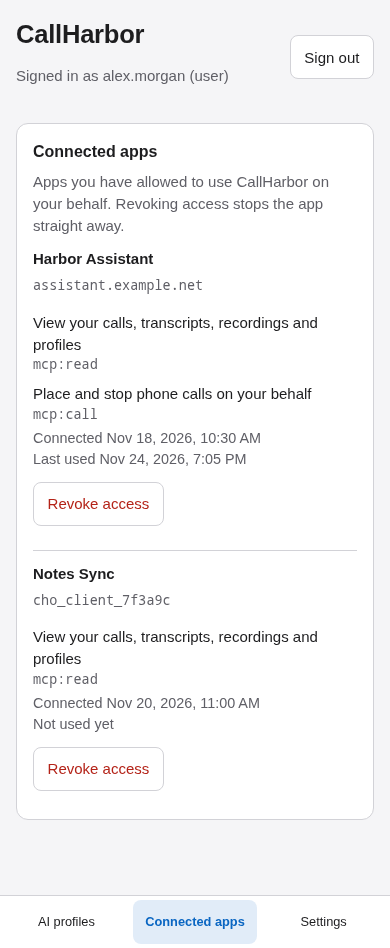 CallHarbor
Signed in as alex.morgan (user)
Sign out
Connected apps
Apps you have allowed to use CallHarbor on
your behalf. Revoking access stops the app
straight away.
Harbor Assistant
assistant.example.net
View your calls, transcripts, recordings and
profiles
mcp:read
Place and stop phone calls on your behalf
mcp:call
Connected Nov 18, 2026, 10:30 AM
Last used Nov 24, 2026, 7:05 PM
Revoke access
Notes Sync
cho_client_7f3a9c
View your calls, transcripts, recordings and
profiles
mcp:read
Connected Nov 20, 2026, 11:00 AM
Not used yet
Revoke access
AI profiles
Connected apps
Settings